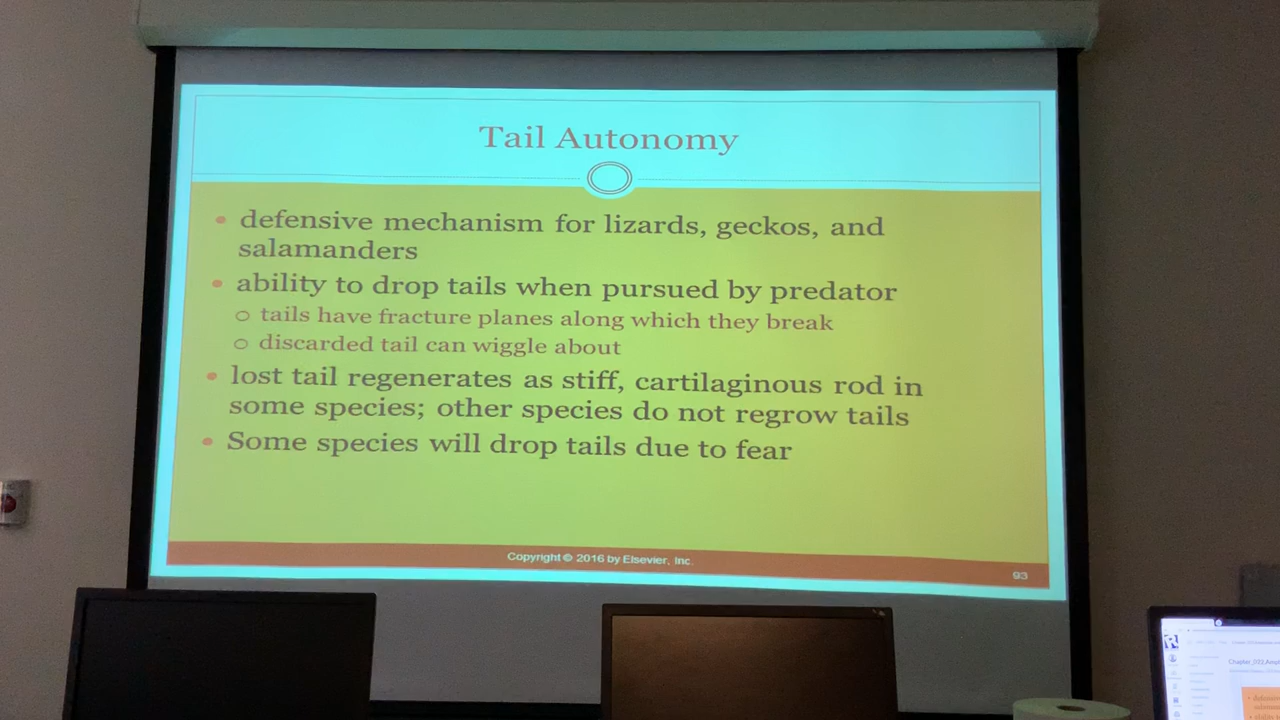 Tail Autonomy
• defensive mechanism for lizards, geckos, and
salamanders
• ability to drop tails when pursued by predator
o tails have fracture planes along which they break
o discarded tail can wiggle about
• lost tail regenerates as stiff, cartilaginous rod in
some species; other species do not regrow tails
• Some species will drop tails due to fear
Copyright © 2016 by Elsevier, Inc.
93